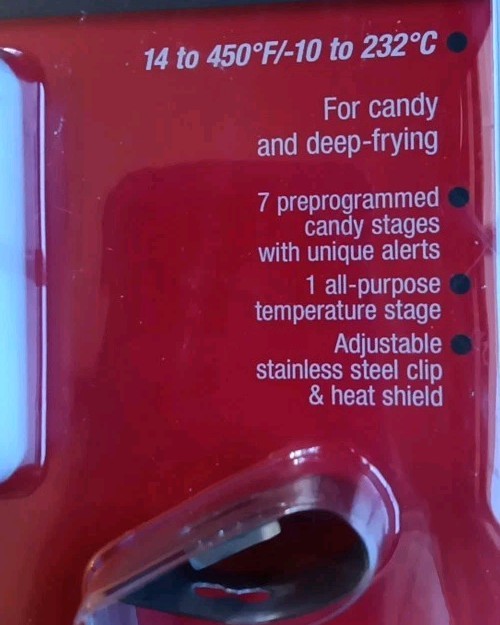 14 to 450°F/-10 to 232°C
For candy
and deep-frying
7 preprogrammed
candy stages
with unique alerts
1 all-purpose
temperature stage
Adjustable
stainless steel clip
& heat shield